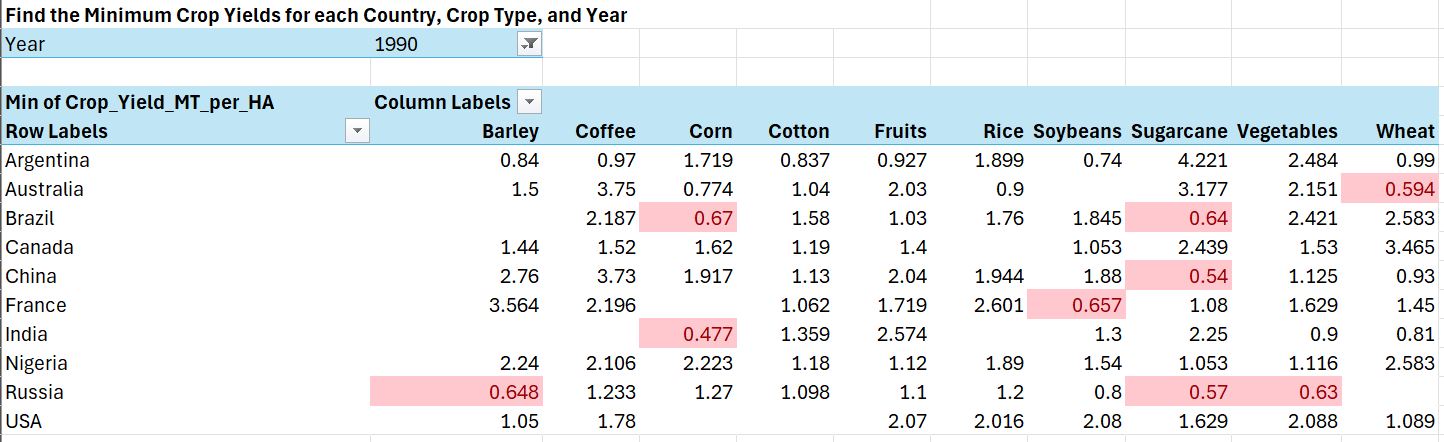 Find the Minimum Crop Yields for each Country, Crop Type, and Year
Year 1990
Min of Crop_Yield_MT_per_HA Column Labels
Row Labels Barley Coffee Corn Cotton Fruits Rice Soybeans Sugarcane Vegetables Wheat
Argentina 0.84 0.97 1.719 0.837 0.927 1.899 0.74 4.221 2.484 0.99
Australia 1.5 3.75 0.774 1.04 2.03 0.9 3.177 2.151 0.594
Brazil 2.187 0.67 1.58 1.03 1.76 1.845 0.64 2.421 2.583
Canada 1.44 1.52 1.62 1.19 1.4 1.053 2.439 1.53 3.465
China 2.76 3.73 1.917 1.13 2.04 1.944 1.88 0.54 1.125 0.93
France 3.564 2.196 1.062 1.719 2.601 0.657 1.08 1.629 1.45
India 0.477 1.359 2.574 1.3 2.25 0.9 0.81
Nigeria 2.24 2.106 2.223 1.18 1.12 1.89 1.54 1.053 1.116 2.583
Russia 0.648 1.233 1.27 1.098 1.1 1.2 0.8 0.57 0.63
USA 1.05 1.78 2.07 2.016 2.08 1.629 2.088 1.089